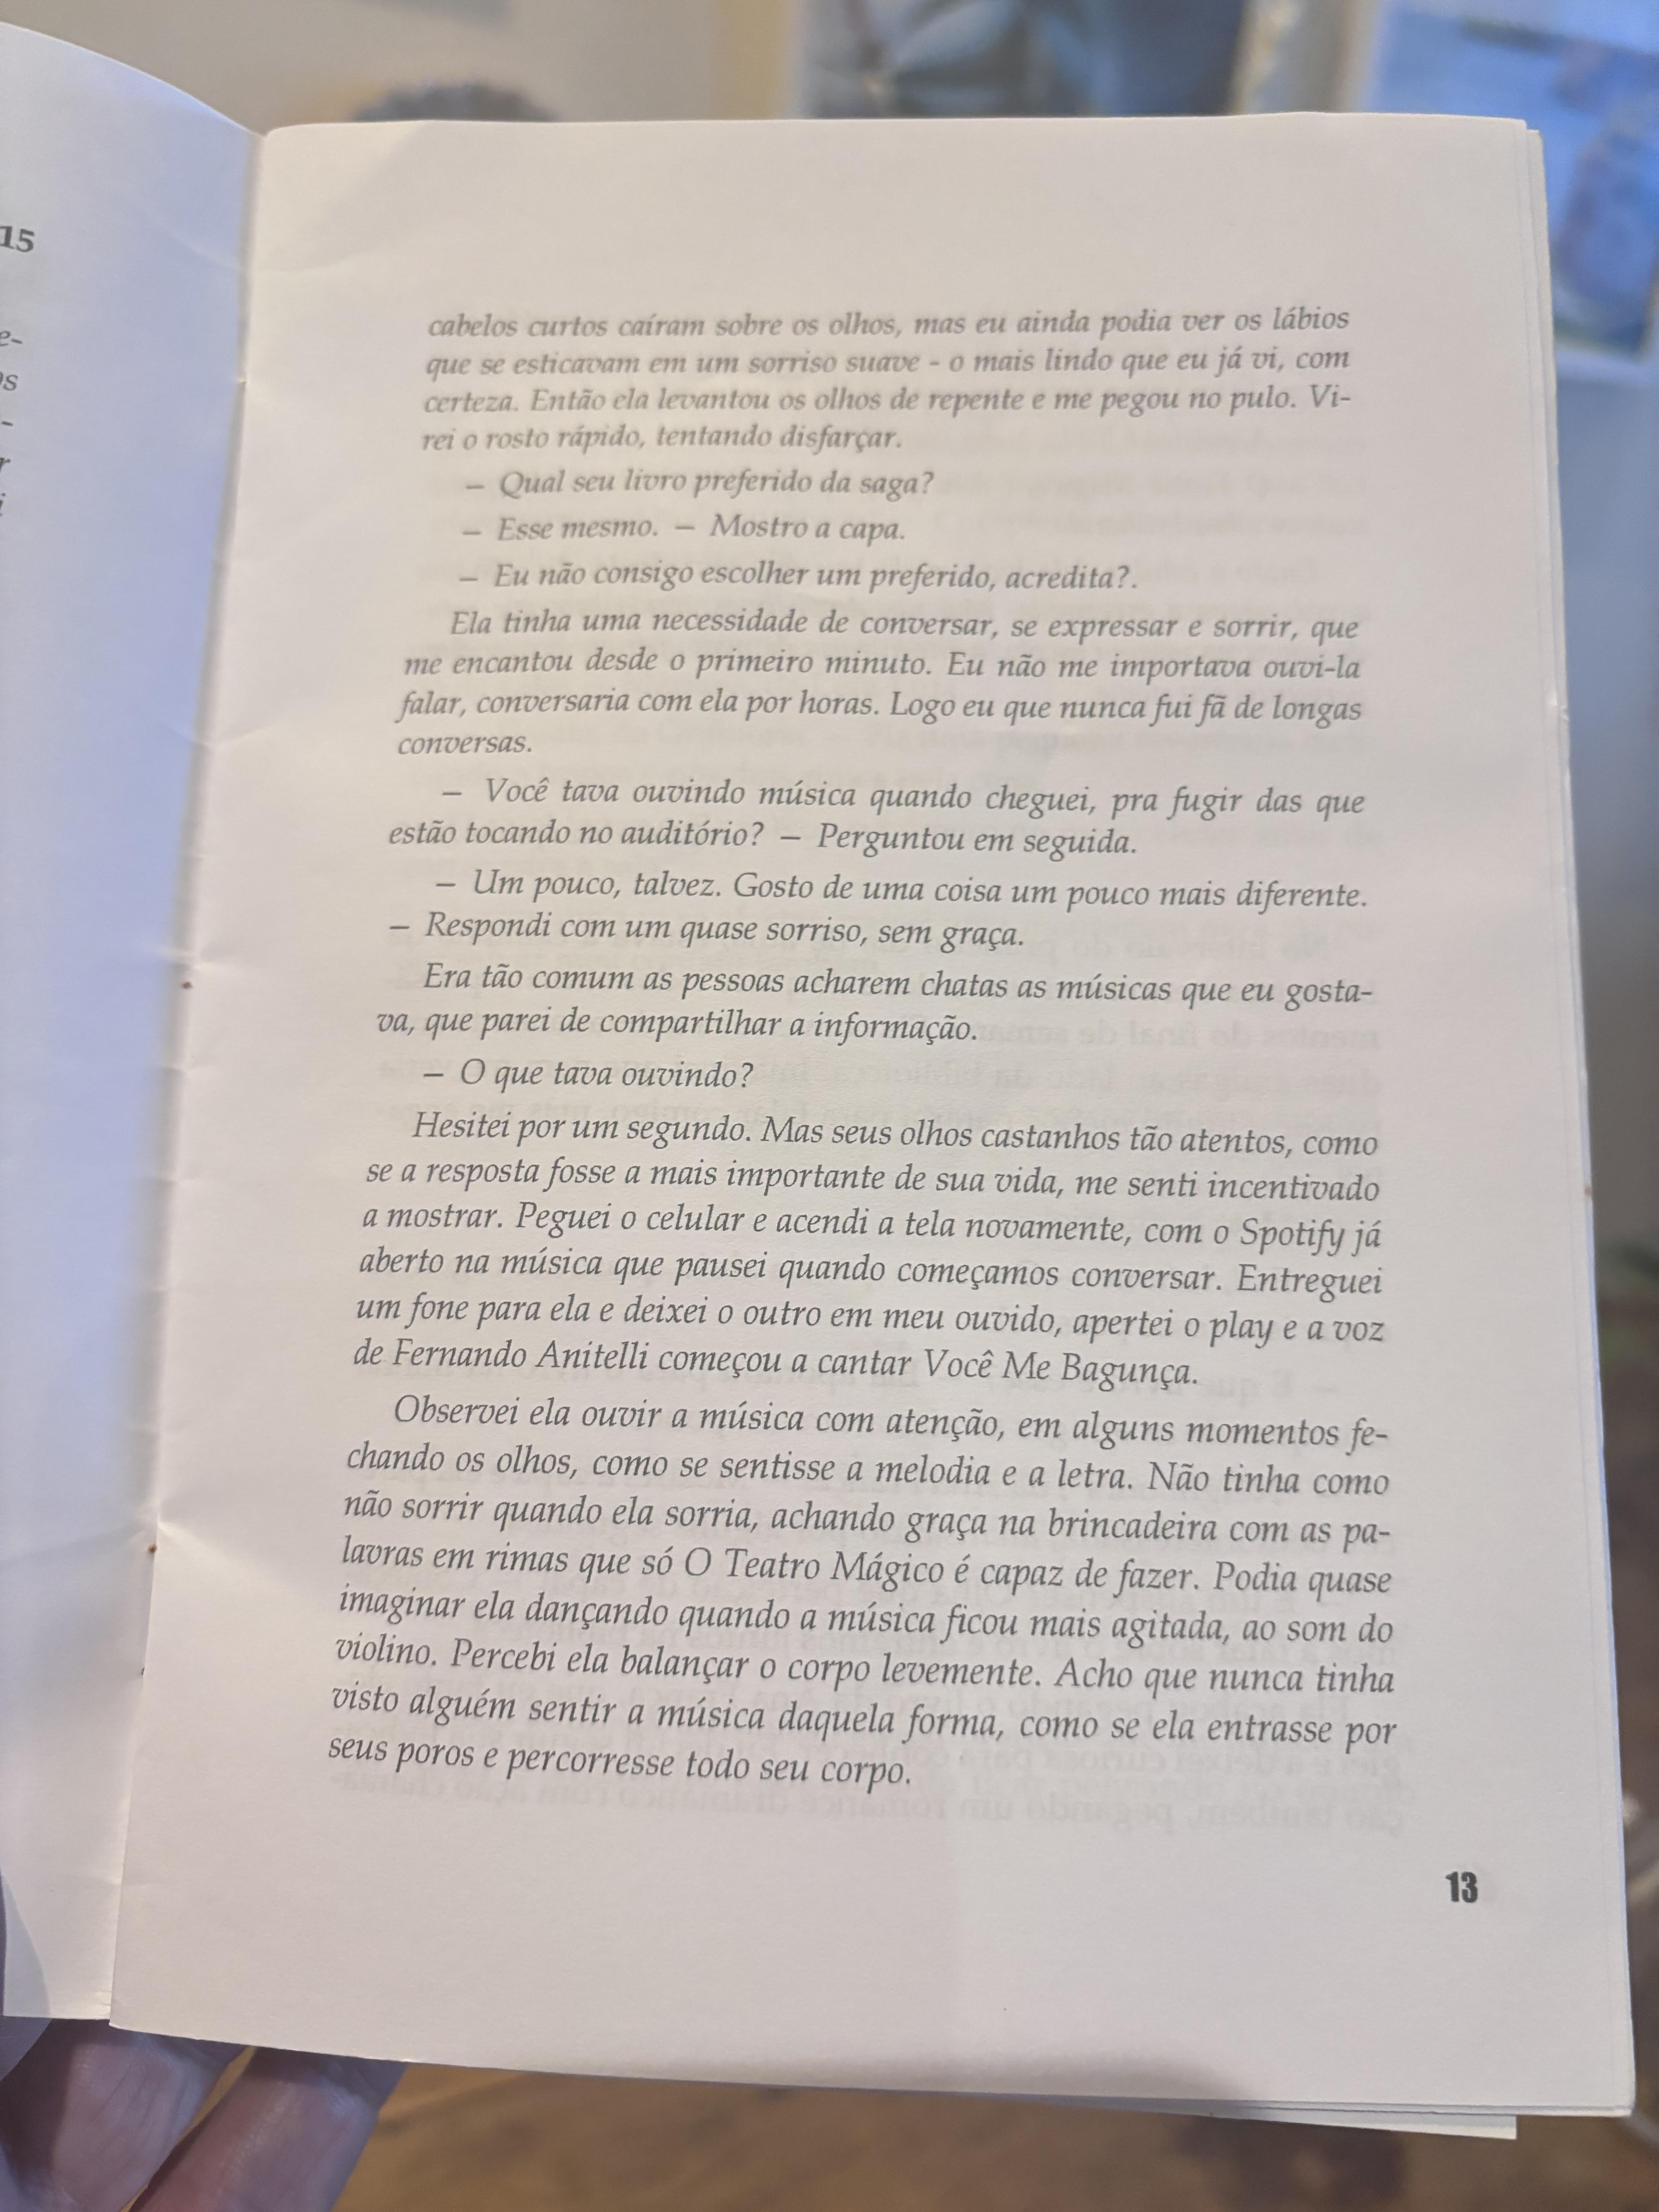 15
e-
os
-
r
i
cabelos curtos caíram sobre os olhos, mas eu ainda podia ver os lábios
que se esticavam em um sorriso suave - o mais lindo que eu já vi, com
certeza. Então ela levantou os olhos de repente e me pegou no pulo. Vi-
rei o rosto rápido, tentando disfarçar.
— Qual seu livro preferido da saga?
— Esse mesmo. — Mostro a capa.
— Eu não consigo escolher um preferido, acredita?.
Ela tinha uma necessidade de conversar, se expressar e sorrir, que
me encantou desde o primeiro minuto. Eu não me importava ouvi-la
falar, conversaria com ela por horas. Logo eu que nunca fui fã de longas
conversas.
— Você tava ouvindo música quando cheguei, pra fugir das que
estão tocando no auditório? — Perguntou em seguida.
— Um pouco, talvez. Gosto de uma coisa um pouco mais diferente.
— Respondi com um quase sorriso, sem graça.
Era tão comum as pessoas acharem chatas as músicas que eu gosta-
va, que parei de compartilhar a informação.
— O que tava ouvindo?
Hesitei por um segundo. Mas seus olhos castanhos tão atentos, como
se a resposta fosse a mais importante de sua vida, me senti incentivado
a mostrar. Peguei o celular e acendi a tela novamente, com o Spotify já
aberto na música que pausei quando começamos conversar. Entreguei
um fone para ela e deixei o outro em meu ouvido, apertei o play e a voz
de Fernando Anitelli começou a cantar Você Me Bagunça.
Observei ela ouvir a música com atenção, em alguns momentos fe-
chando os olhos, como se sentisse a melodia e a letra. Não tinha como
não sorrir quando ela sorria, achando graça na brincadeira com as pa-
lavras em rimas que só O Teatro Mágico é capaz de fazer. Podia quase
imaginar ela dançando quando a música ficou mais agitada, ao som do
violino. Percebi ela balançar o corpo levemente. Acho que nunca tinha
visto alguém sentir a música daquela forma, como se ela entrasse por
seus poros e percorresse todo seu corpo.
13